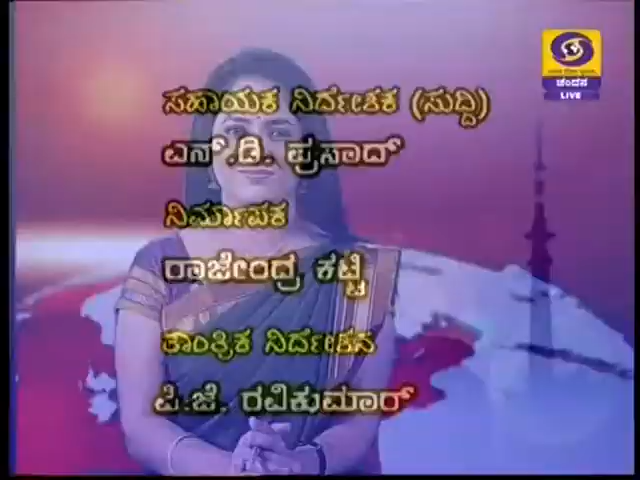 ಚಂದನ
LIVE
ಸಹಾಯಕ ನಿರ್ದೇಶಕ (ಸುದ್ದಿ)
ಎನ್.ಡಿ. ಪ್ರಸಾದ್
ನಿರ್ಮಾಪಕ
ರಾಜೇಂದ್ರ ಕಟ್ಟಿ
ತಾಂತ್ರಿಕ ನಿರ್ದೇಶನ
ಪಿ.ಜೆ. ರವಿಕುಮಾರ್